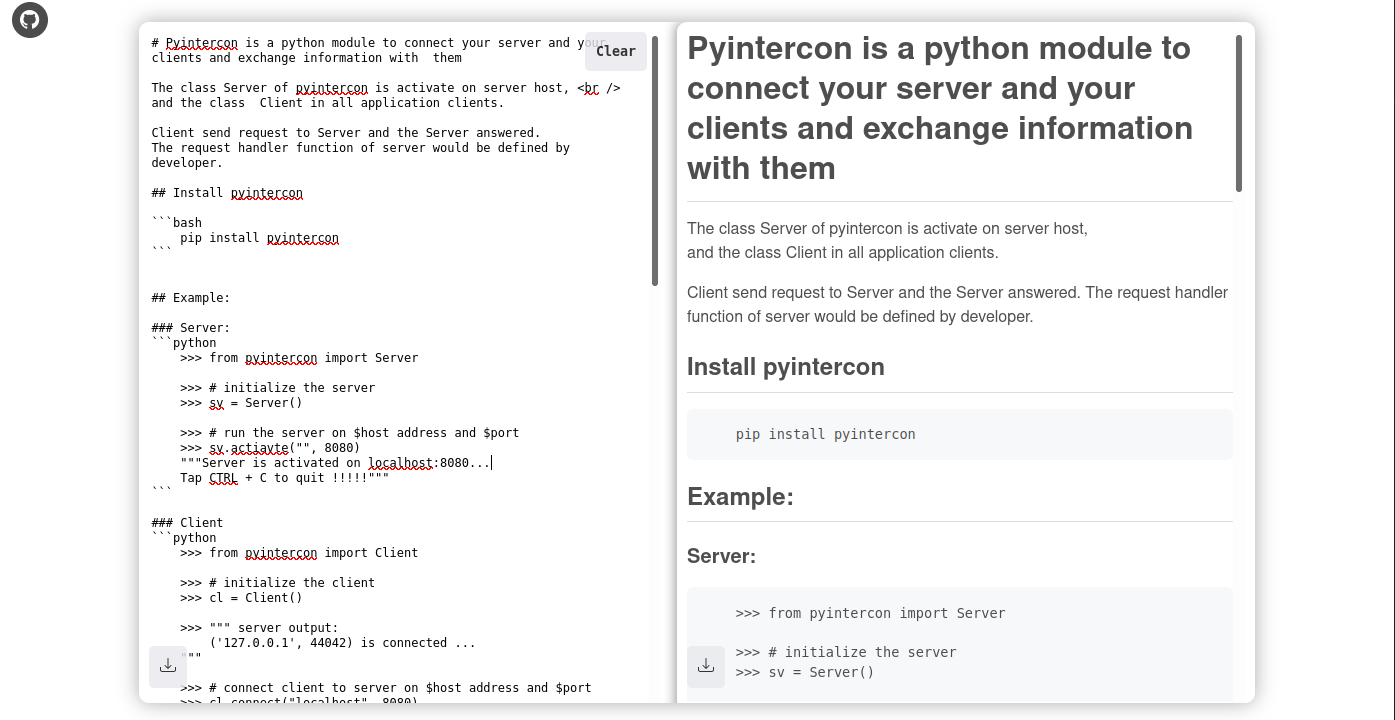 # Pyintercon is a python module to connect your server and your
clients and exchange information with  them
The class Server of pyintercon is activate on server host, <br />
and the class  Client in all application clients.
Client send request to Server and the Server answered.
The request handler function of server would be defined by
developer.
## Install pyintercon
```bash
    pip install pyintercon
```
## Example:
### Server:
```python
    >>> from pyintercon import Server
    >>> # initialize the server
    >>> sv = Server()
    >>> # run the server on $host address and $port
    >>> sv.actiavte("", 8080)
    """Server is activated on localhost:8080...
    Tap CTRL + C to quit !!!!!"""
```
### Client
```python
    >>> from pyintercon import Client
    >>> # initialize the client
    >>> cl = Client()
    >>> """ server output:
        ('127.0.0.1', 44042) is connected ...
    """
    >>> # connect client to server on $host address and $port
    >>> cl.connect("localhost", 8080)
Clear
Pyintercon is a python module to
connect your server and your
clients and exchange information
with them
The class Server of pyintercon is activate on server host,
and the class Client in all application clients.
Client send request to Server and the Server answered. The request handler
function of server would be defined by developer.
Install pyintercon
    pip install pyintercon
Example:
Server:
    >>> from pyintercon import Server
    >>> # initialize the server
    >>> sv = Server()